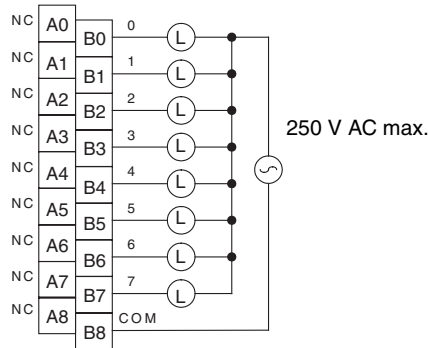 NC A0 B0 0 L
NC A1 B1 1 L
NC A2 B2 2 L
NC A3 B3 3 L
NC A4 B4 4 L
NC A5 B5 5 L
NC A6 B6 6 L
NC A7 B7 7 L
NC A8 B8 COM
250 V AC max.